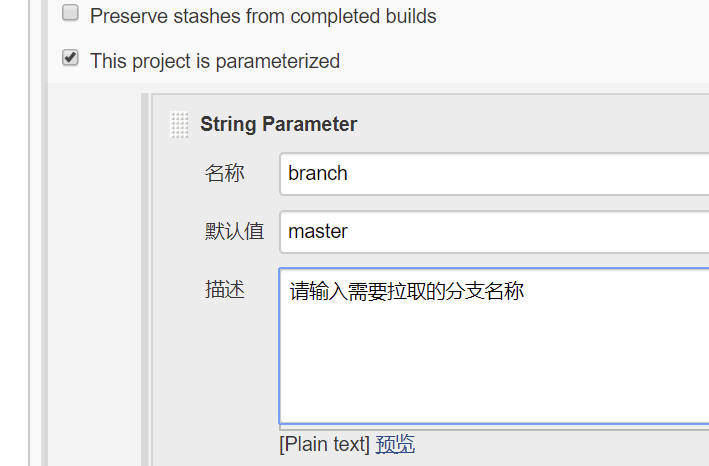 Preserve stashes from completed builds
This project is parameterized
String Parameter
名称 branch
默认值 master
描述 请输入需要拉取的分支名称
[Plain text] 预览